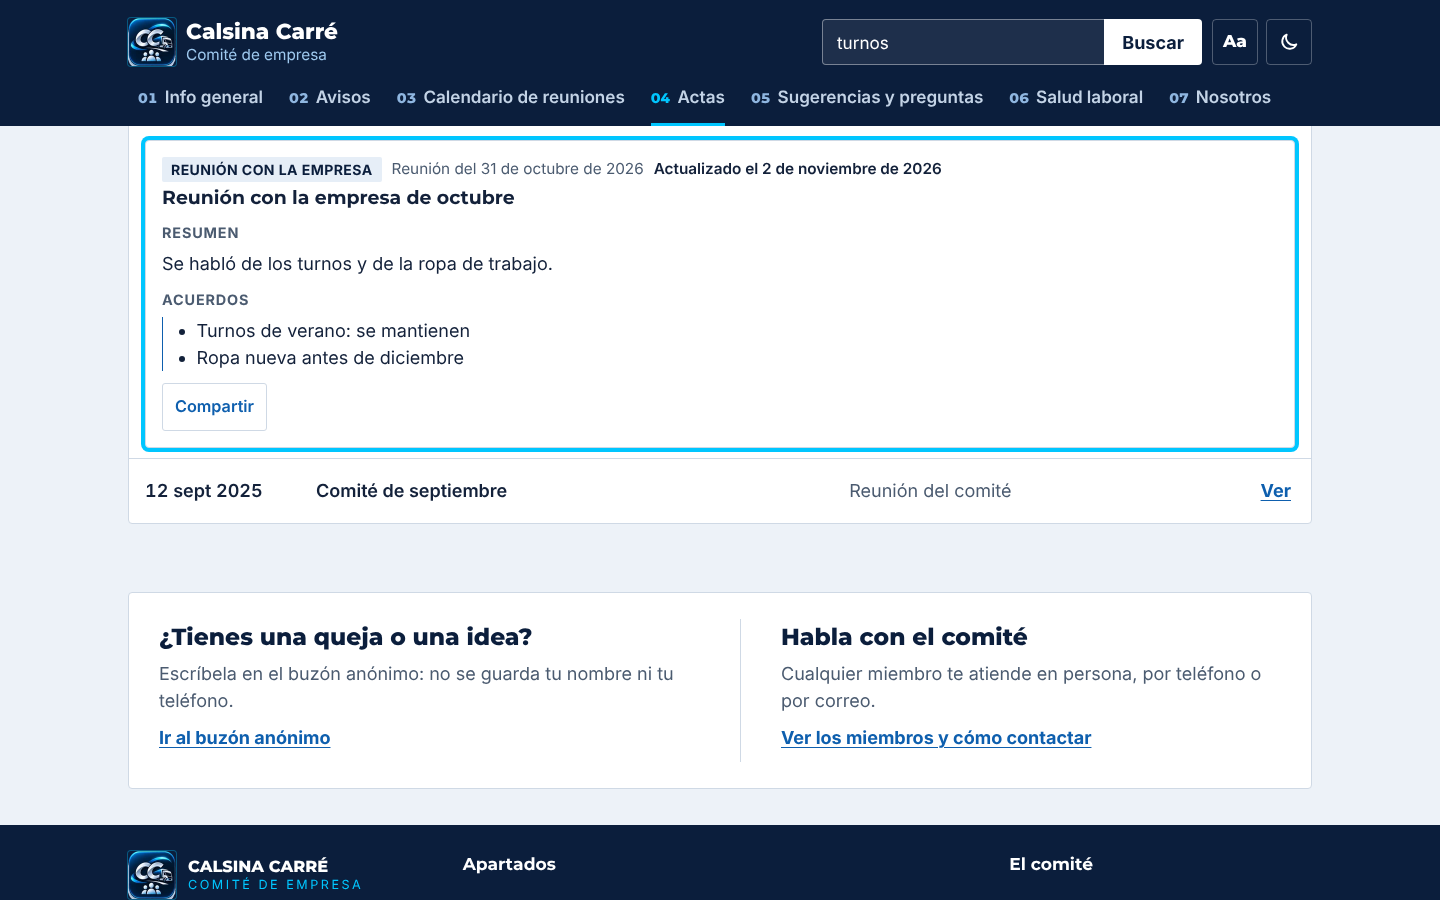 Calsina Carré
Comité de empresa
turnos
Buscar
Aa
01 Info general
02 Avisos
03 Calendario de reuniones
04 Actas
05 Sugerencias y preguntas
06 Salud laboral
07 Nosotros
REUNIÓN CON LA EMPRESA Reunión del 31 de octubre de 2026 Actualizado el 2 de noviembre de 2026
Reunión con la empresa de octubre
RESUMEN
Se habló de los turnos y de la ropa de trabajo.
ACUERDOS
Turnos de verano: se mantienen
Ropa nueva antes de diciembre
Compartir
12 sept 2025 Comité de septiembre Reunión del comité Ver
¿Tienes una queja o una idea?
Escríbela en el buzón anónimo: no se guarda tu nombre ni tu
teléfono.
Ir al buzón anónimo
Habla con el comité
Cualquier miembro te atiende en persona, por teléfono o
por correo.
Ver los miembros y cómo contactar
CALSINA CARRÉ
COMITÉ DE EMPRESA
Apartados
El comité